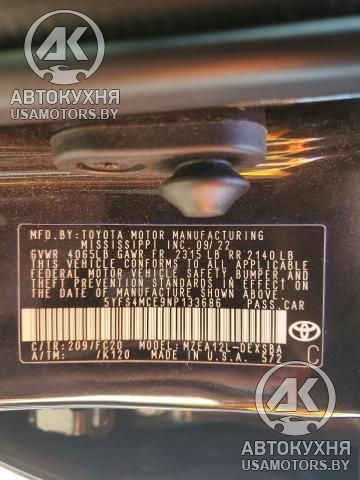 AK
АВТОКУХНЯ
USAMOTORS.BY
MFD.BY:TOYOTA MOTOR MANUFACTURING
MISSISSIPPI INC. 09/22
GVWR 4065LB GAWR FR 2315 LB RR 2140 LB
THIS VEHICLE CONFORMS TO ALL APPLICABLE
FEDERAL MOTOR VEHICLE SAFETY, BUMPER, AND
THEFT PREVENTION STANDARDS IN EFFECT ON
THE DATE OF MANUFACTURE SHOWN ABOVE.
5YFS4MCE9NP133686 PASS.CAR
C/TR:209/FC20 MODEL:MZEA12L-DEXSBA
A/TM: /K120 MADE IN U.S.A. S/2
C
AK
АВТОКУХНЯ
USAMOTORS.BY